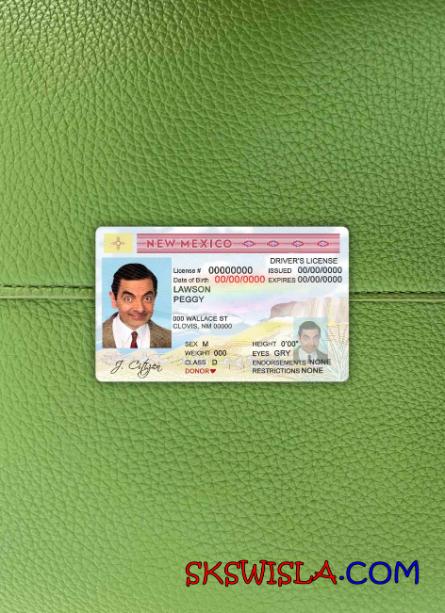 NEW MEXICO
DRIVER'S LICENSE
License # 00000000 ISSUED 00/00/0000
Date of Birth 00/00/0000 EXPIRES 00/00/0000
LAWSON
PEGGY
000 WALLACE ST
CLOVIS, NM 00000
SEX M HEIGHT 0'00"
WEIGHT 000 EYES GRY
CLASS D ENDORSEMENTS NONE
DONOR RESTRICTIONS NONE
J. Citizen
SKSWISLA.COM